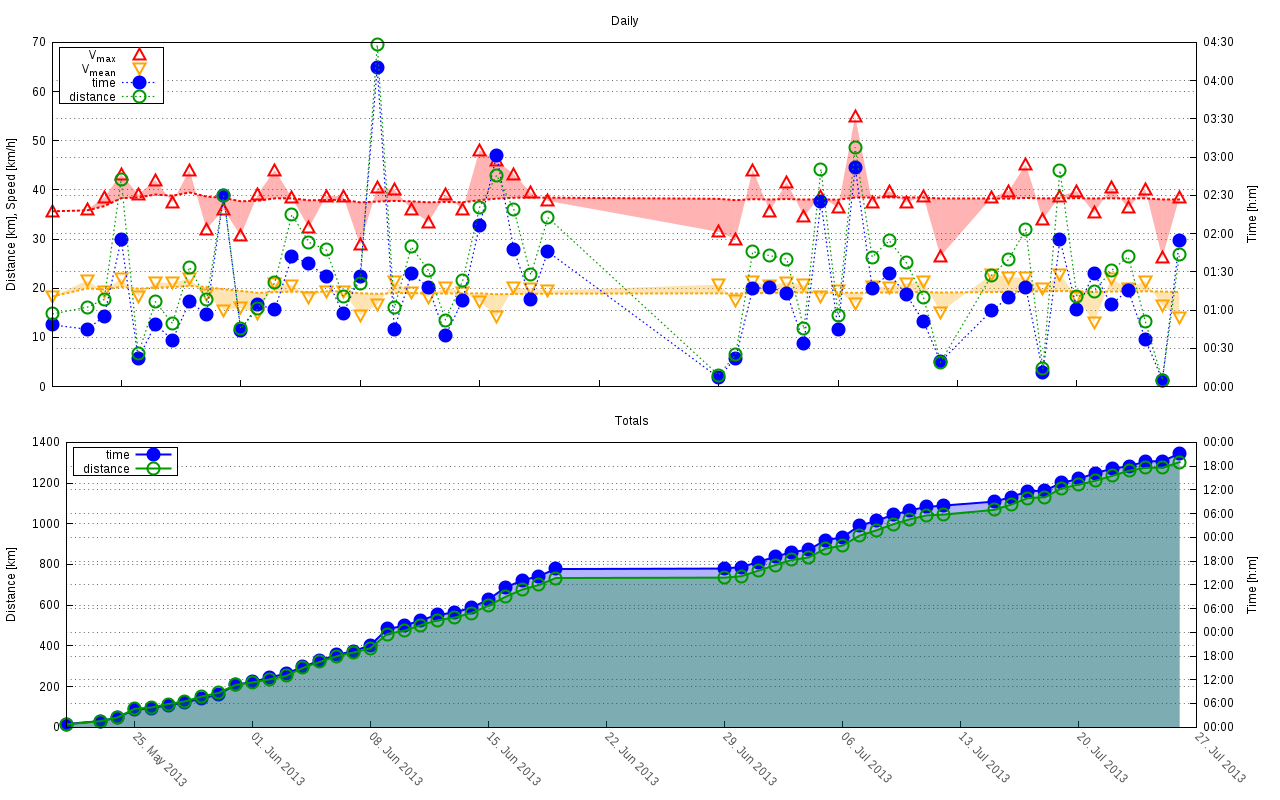 Daily
Distance [km], Speed [km/h]
70
60
50
40
30
20
10
0
Vmax
Vmean
time
distance
04:30
04:00
03:30
03:00
02:30
02:00
01:30
01:00
00:30
00:00
Time [h:m]
Totals
Distance [km]
1400
1200
1000
800
600
400
200
0
time
distance
00:00
18:00
12:00
06:00
00:00
18:00
12:00
06:00
00:00
18:00
12:00
06:00
00:00
Time [h:m]
25. May 2013
01. Jun 2013
08. Jun 2013
15. Jun 2013
22. Jun 2013
29. Jun 2013
06. Jul 2013
13. Jul 2013
20. Jul 2013
27. Jul 2013